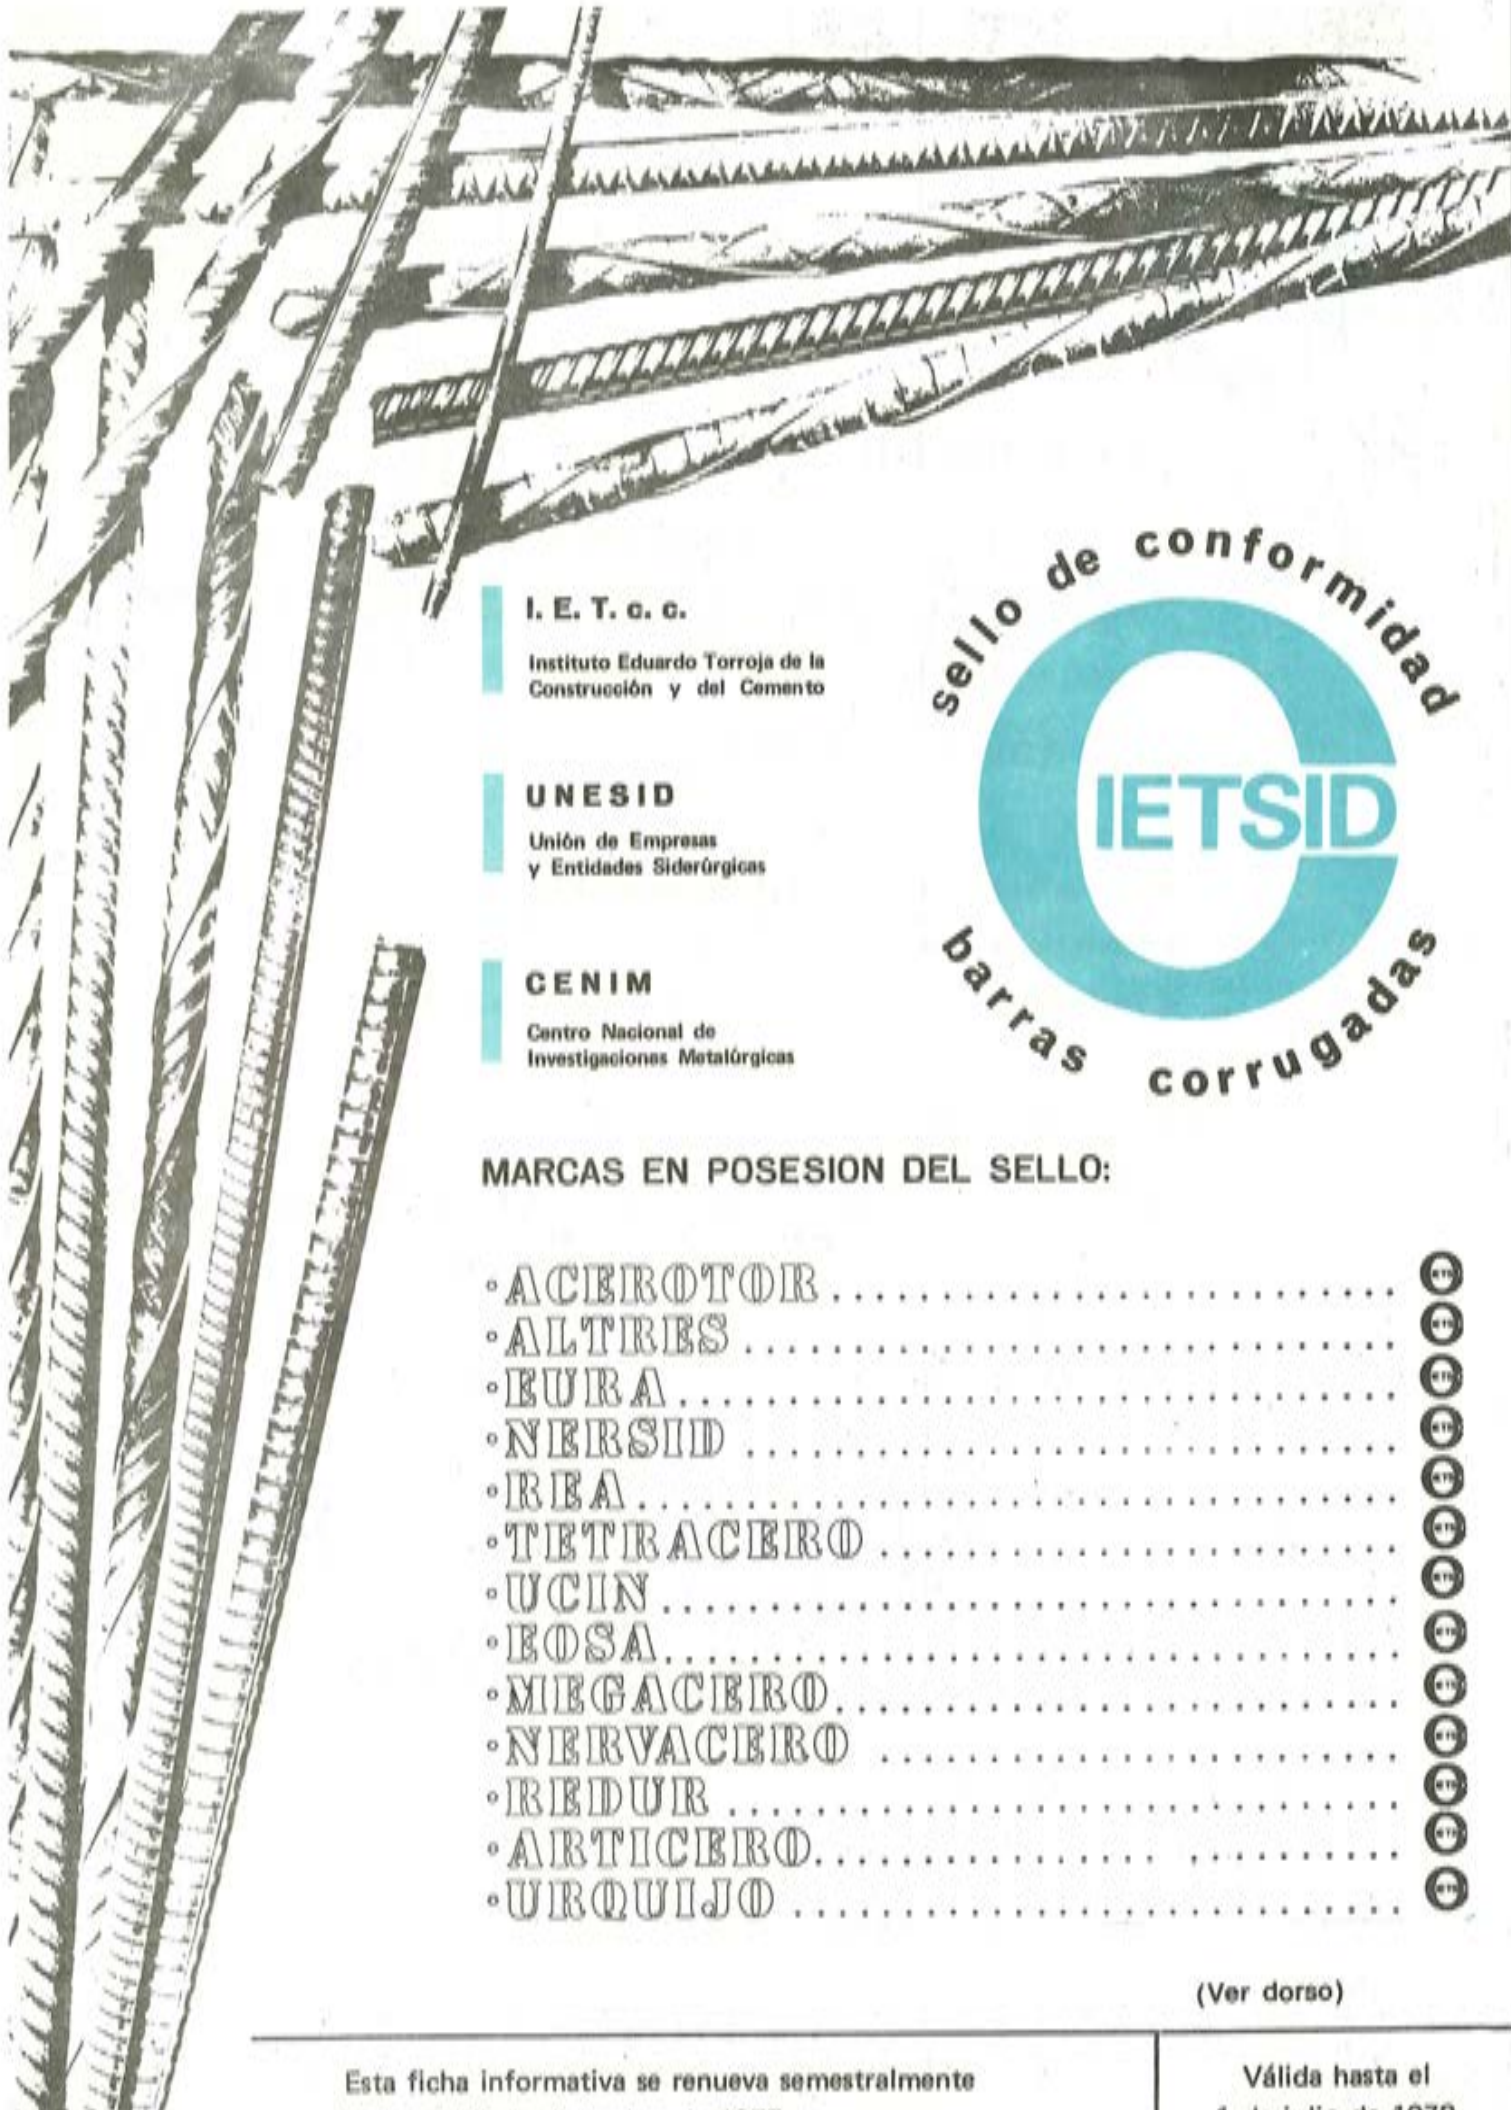 I. E. T. c. c.
Instituto Eduardo Torroja de la
Construcción y del Cemento
UNESID
Unión de Empresas
y Entidades Siderúrgicas
CENIM
Centro Nacional de
Investigaciones Metalúrgicas
sello de conformidad
CIETSID
barras corrugadas
MARCAS EN POSESION DEL SELLO:
ACEROTOR
ALTRES
EURA
NERSID
REA
TETRACERO
UCIN
EOSA
MEGACERO
NERVACERO
REDUR
ARTICERO
URQUIJO
(Ver dorso)
Esta ficha informativa se renueva semestralmente
Válida hasta el